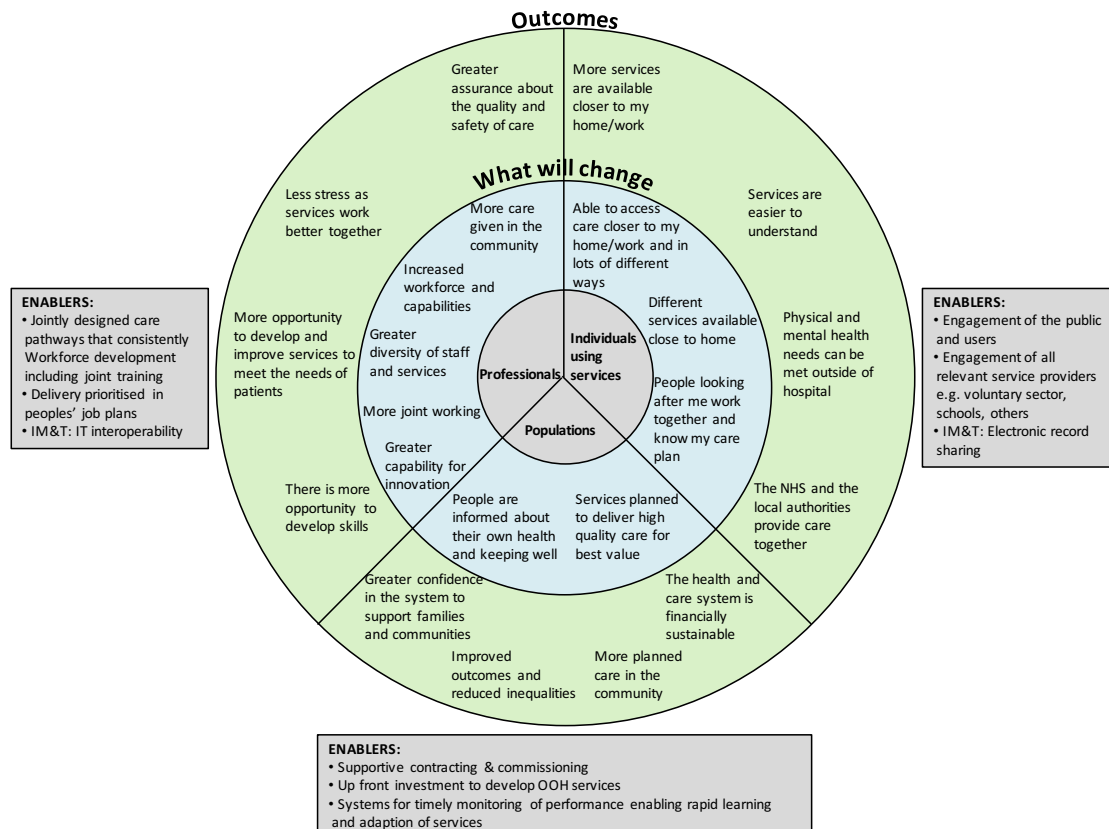 Outcomes
Greater
assurance about
the quality and
safety of care
More services
are available
closer to my
home/work
Less stress as
services work
better together
Services are
easier to
understand
More opportunity
to develop and
improve services to
meet the needs of
patients
Physical and
mental health
needs can be
met outside of
hospital
There is more
opportunity to
develop skills
The NHS and the
local authorities
provide care
together
Greater confidence
in the system to
support families
and communities
The health and
care system is
financially
sustainable
Improved
outcomes and
reduced inequalities
More planned
care in the
community
What will change
More care
given in the
community
Able to access
care closer to my
home/work and in
lots of different
ways
Increased
workforce and
capabilities
Different
services available
close to home
Greater
diversity of staff
and services
More joint working
People looking
after me work
together and
know my care
plan
Greater
capability for
innovation
People are
informed about
their own health
and keeping well
Services planned
to deliver high
quality care for
best value
Professionals
Individuals
using
services
Populations
ENABLERS:
• Jointly designed care
pathways that consistently
Workforce development
including joint training
• Delivery prioritised in
peoples’ job plans
• IM&T: IT interoperability
ENABLERS:
• Engagement of the public
and users
• Engagement of all
relevant service providers
e.g. voluntary sector,
schools, others
• IM&T: Electronic record
sharing
ENABLERS:
• Supportive contracting & commissioning
• Up front investment to develop OOH services
• Systems for timely monitoring of performance enabling rapid learning
and adaption of services